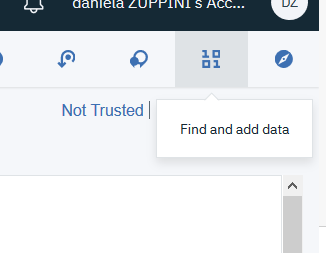 daniela ZUPPINI's Acc...
DZ
Not Trusted |
Find and add data